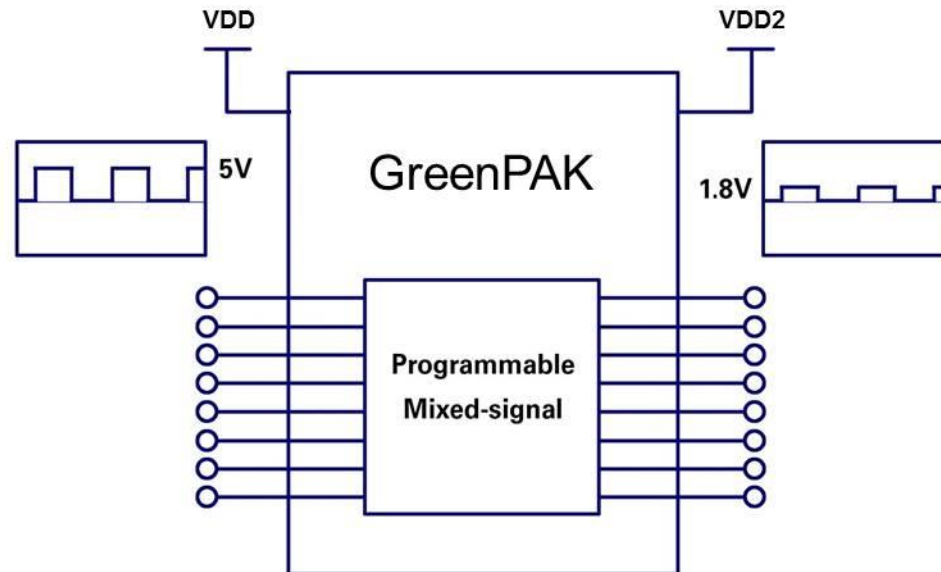 VDD
VDD2
5V
GreenPAK
1.8V
Programmable
Mixed-signal